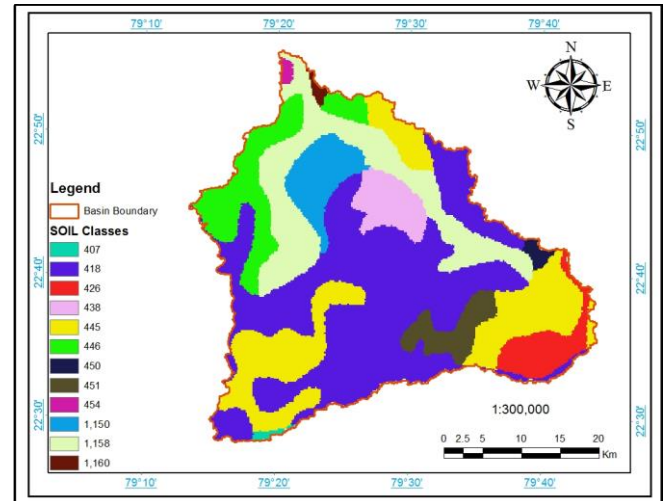 79°10' 79°20' 79°30' 79°40'
N
W E
S
22°50' 22°50'
Legend
Basin Boundary
SOIL Classes
407
418
426
438
445
446
450
451
454
1,150
1,158
1,160
22°40' 22°40'
22°30' 22°30'
1:300,000
0 2.5 5 10 15 20
Km
79°10' 79°20' 79°30' 79°40'